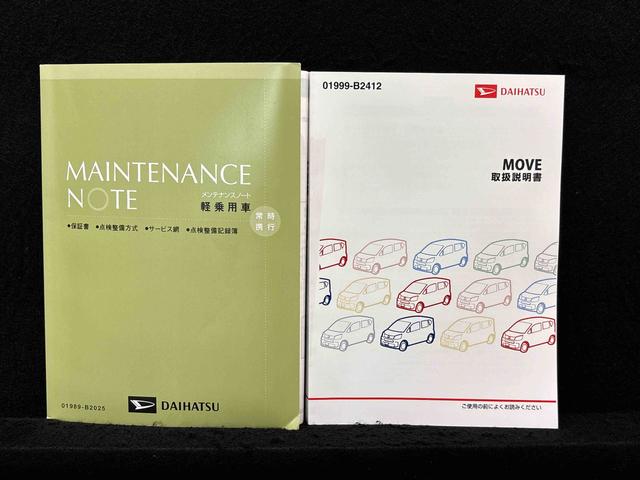 MAINTENANCE
NOTE
メンテナンスノート
軽乗用車
常時
携行
●保証書 ●点検整備方式 ●サービス網 ●点検整備記録簿
01989-B2025
DAIHATSU
01999-B2412
DAIHATSU
MOVE
取扱説明書
ご使用の前によくお読みください